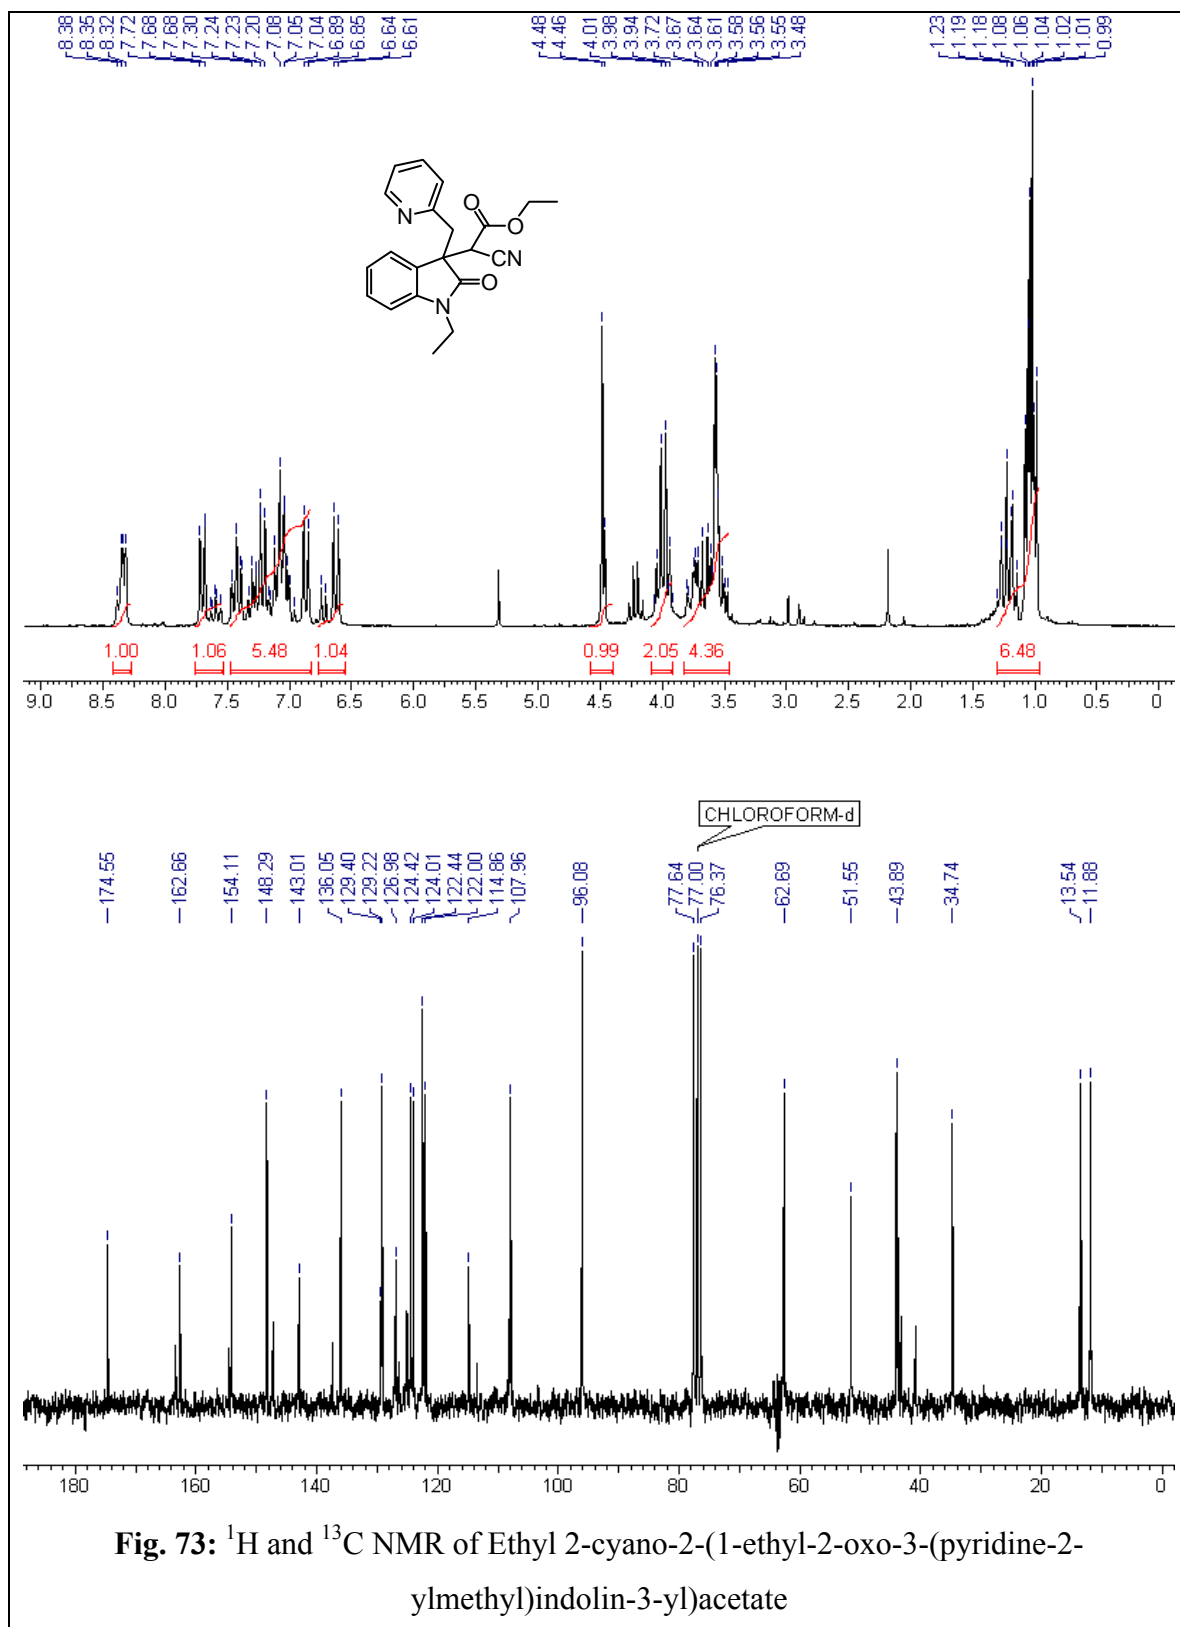 8.38 8.35 8.32 7.72 7.68 7.68 7.30 7.24 7.23 7.20 7.08 7.05 7.04 6.89 6.85 6.64 6.61 4.48 4.46 4.01 3.98 3.94 3.72 3.67 3.64 3.61 3.58 3.56 3.55 3.48 1.23 1.19 1.18 1.08 1.06 1.04 1.02 1.01 0.99
N
O
O
CN
O
N
1.00 1.06 5.48 1.04 0.99 2.05 4.36 6.48
9.0 8.5 8.0 7.5 7.0 6.5 6.0 5.5 5.0 4.5 4.0 3.5 3.0 2.5 2.0 1.5 1.0 0.5 0
CHLOROFORM-d
174.55 162.66 154.11 148.29 143.01 136.05 129.40 129.22 126.98 124.42 124.01 122.44 122.00 114.86 107.96 96.08 77.64 77.00 76.37 62.69 51.55 43.89 34.74 13.54 11.88
180 160 140 120 100 80 60 40 20 0
Fig. 73: ¹H and ¹³C NMR of Ethyl 2-cyano-2-(1-ethyl-2-oxo-3-(pyridine-2-
ylmethyl)indolin-3-yl)acetate